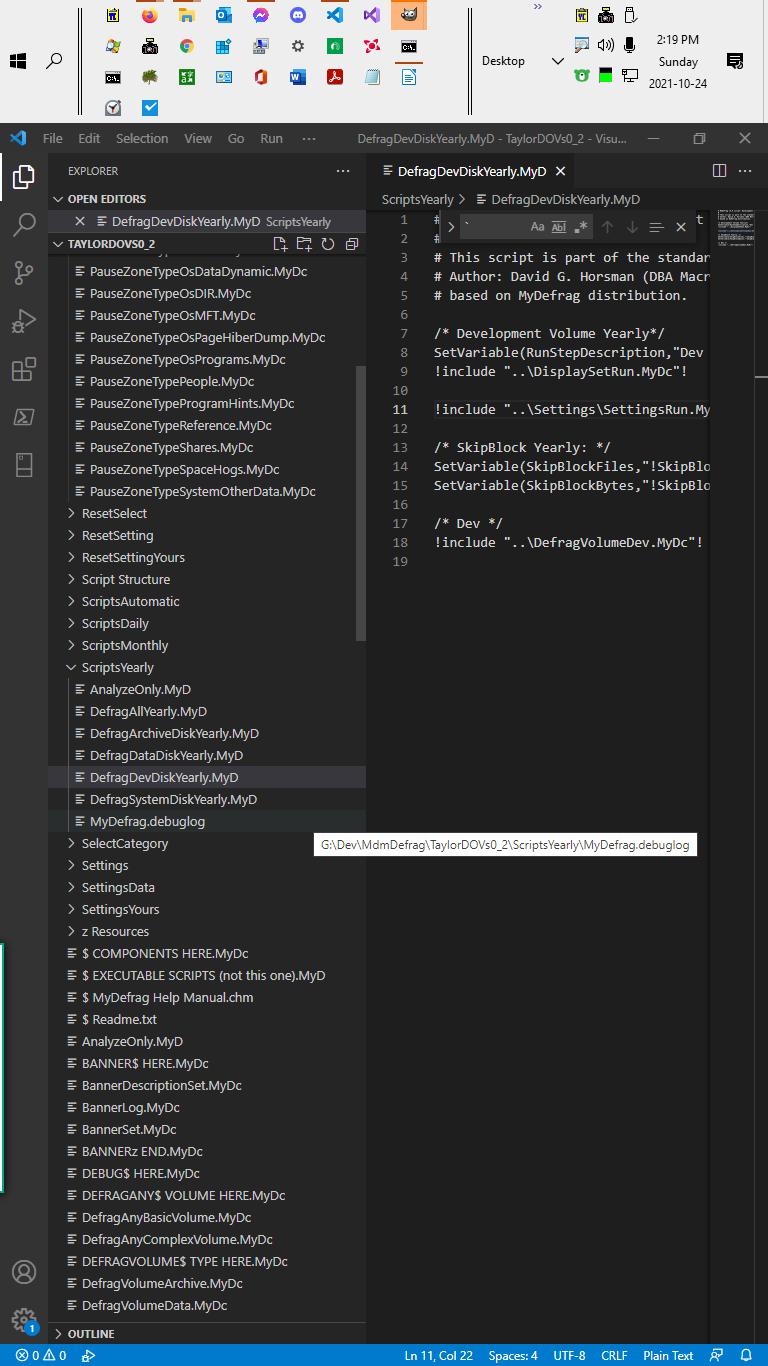 Desktop
2:19 PM
Sunday
2021-10-24
File Edit Selection View Go Run ··· DefragDevDiskYearly.MyD - TaylorDOVs0_2 - Visu...
EXPLORER
DefragDevDiskYearly.MyD
OPEN EDITORS
ScriptsYearly > DefragDevDiskYearly.MyD
DefragDevDiskYearly.MyD ScriptsYearly
TAYLORDOVS0_2
PauseZoneTypeOsDataDynamic.MyDc
PauseZoneTypeOsDIR.MyDc
PauseZoneTypeOsMFT.MyDc
PauseZoneTypeOsPageHiberDump.MyDc
PauseZoneTypeOsPrograms.MyDc
PauseZoneTypePeople.MyDc
PauseZoneTypeProgramHints.MyDc
PauseZoneTypeReference.MyDc
PauseZoneTypeShares.MyDc
PauseZoneTypeSpaceHogs.MyDc
PauseZoneTypeSystemOtherData.MyDc
ResetSelect
ResetSetting
ResetSettingYours
Script Structure
ScriptsAutomatic
ScriptsDaily
ScriptsMonthly
ScriptsYearly
AnalyzeOnly.MyD
DefragAllYearly.MyD
DefragArchiveDiskYearly.MyD
DefragDataDiskYearly.MyD
DefragDevDiskYearly.MyD
DefragSystemDiskYearly.MyD
MyDefrag.debuglog
SelectCategory
Settings
SettingsData
SettingsYours
z Resources
$ COMPONENTS HERE.MyDc
$ EXECUTABLE SCRIPTS (not this one).MyD
$ MyDefrag Help Manual.chm
$ Readme.txt
AnalyzeOnly.MyD
BANNER$ HERE.MyDc
BannerDescriptionSet.MyDc
BannerLog.MyDc
BannerSet.MyDc
BANNERz END.MyDc
DEBUG$ HERE.MyDc
DEFRAGANY$ VOLUME HERE.MyDc
DefragAnyBasicVolume.MyDc
DefragAnyComplexVolume.MyDc
DEFRAGVOLUME$ TYPE HERE.MyDc
DefragVolumeArchive.MyDc
DefragVolumeData.MyDc
OUTLINE
1 # t
2 #
` Aa Abl .*
3 # This script is part of the standar
4 # Author: David G. Horsman (DBA Macr
5 # based on MyDefrag distribution.
6
7 /* Development Volume Yearly*/
8 SetVariable(RunStepDescription,"Dev
9 !include "..\DisplaySetRun.MyDc"!
10
11 !include "..\Settings\SettingsRun.My
12
13 /* SkipBlock Yearly: */
14 SetVariable(SkipBlockFiles,"!SkipBlo
15 SetVariable(SkipBlockBytes,"!SkipBlo
16
17 /* Dev */
18 !include "..\DefragVolumeDev.MyDc"!
19
G:\Dev\MdmDefrag\TaylorDOVs0_2\ScriptsYearly\MyDefrag.debuglog
1
0 0 Ln 11, Col 22 Spaces: 4 UTF-8 CRLF Plain Text